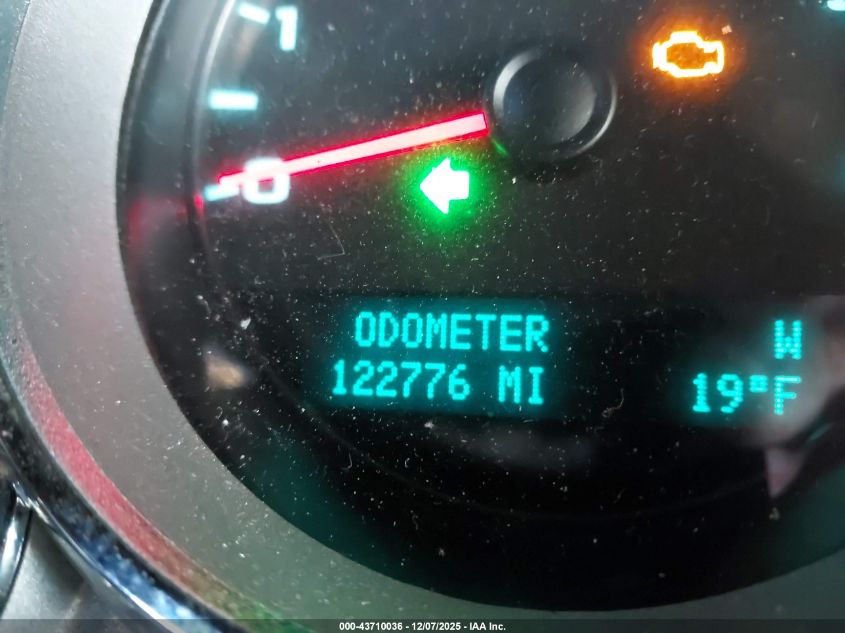 1
0
ODOMETER
122776 MI
W
19°F
000-43710036 - 12/07/2025 - IAA Inc.